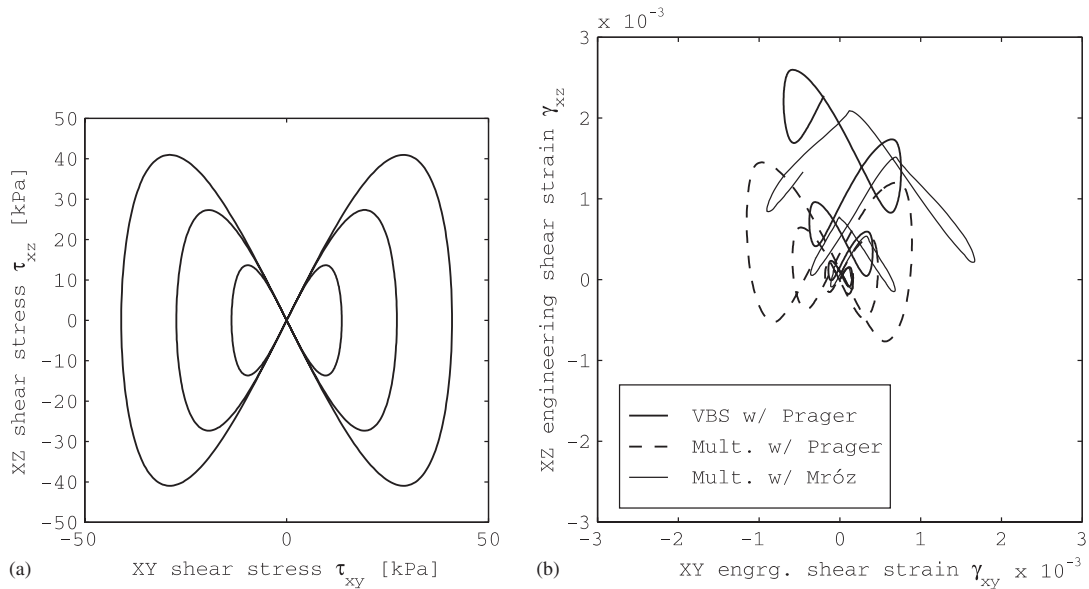 50
40
30
20
10
0
−10
−20
−30
−40
−50
−50
0
50
XZ shear stress τxz [kPa]
XY shear stress τxy [kPa]
(a)
x 10−3
3
2
1
0
−1
−2
−3
−3
−2
−1
0
1
2
3
XZ engineering shear strain γxz
VBS w/ Prager
Mult. w/ Prager
Mult. w/ Mróz
XY engrg. shear strain γxy x 10−3
(b)